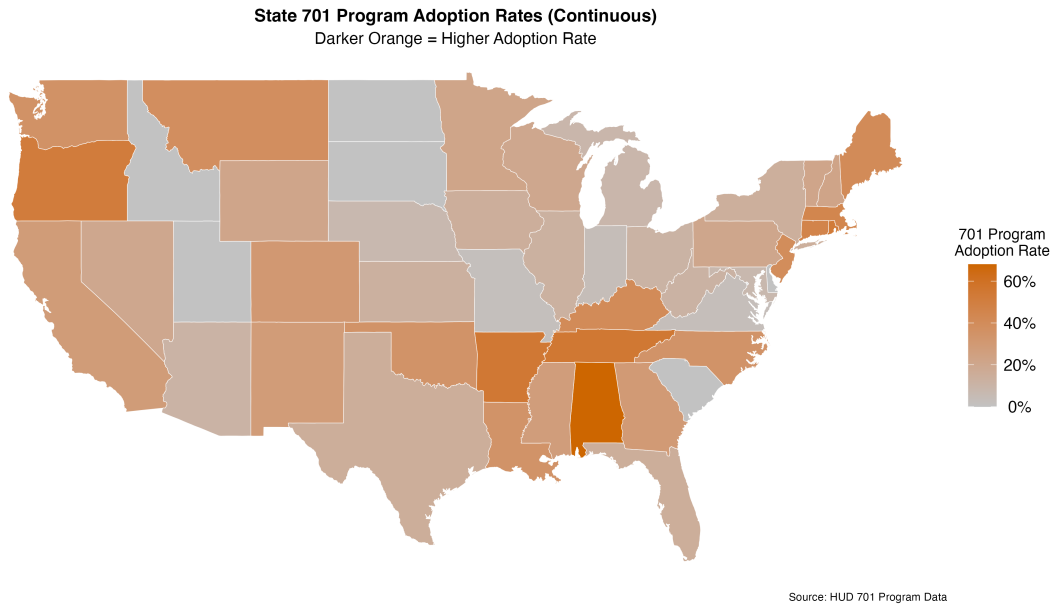 State 701 Program Adoption Rates (Continuous)
Darker Orange = Higher Adoption Rate
701 Program
Adoption Rate
60%
40%
20%
0%
Source: HUD 701 Program Data